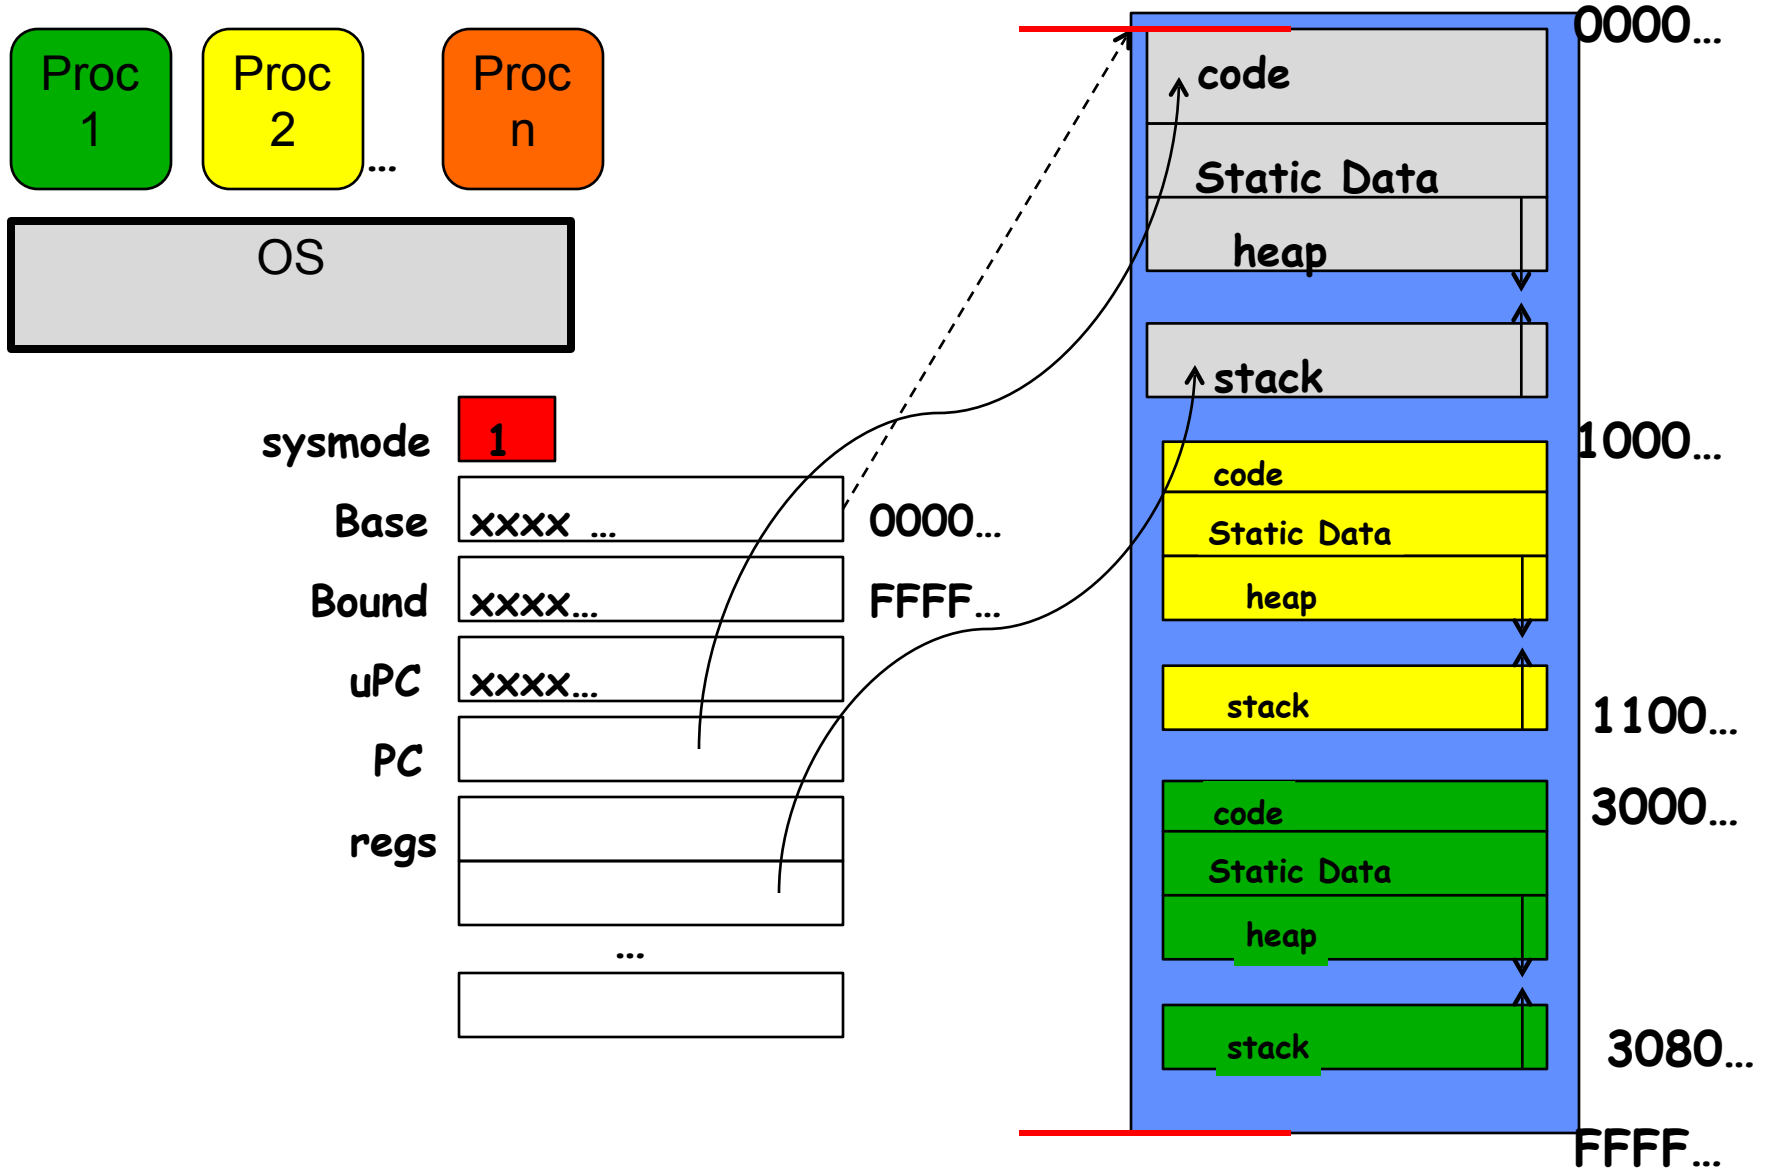 Proc
1
Proc
2
...
Proc
n
OS
sysmode
1
Base
xxxx ...
0000...
Bound
xxxx...
FFFF...
uPC
xxxx...
PC
regs
...
0000...
code
Static Data
heap
stack
1000...
code
Static Data
heap
stack
1100...
3000...
code
Static Data
heap
stack
3080...
FFFF...